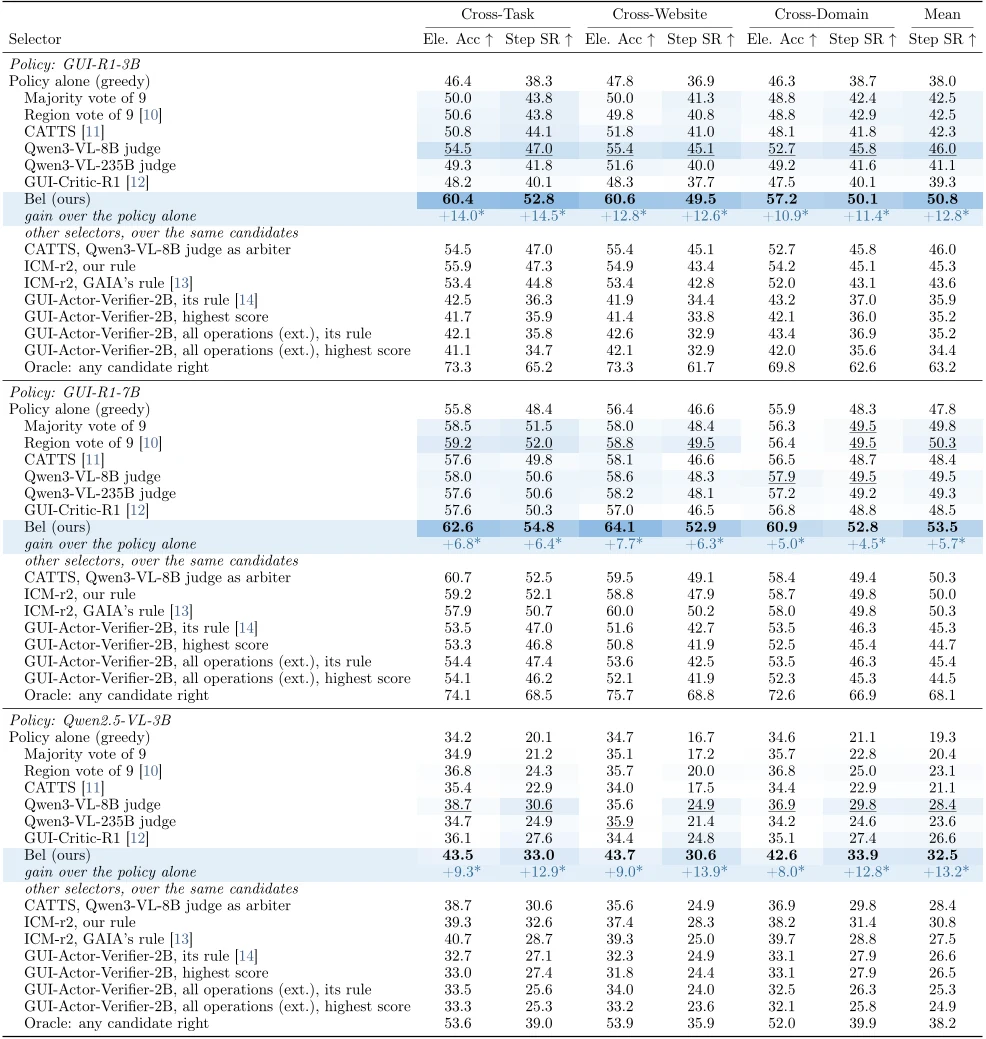 Cross-Task Cross-Website Cross-Domain Mean
Selector Ele. Acc ↑ Step SR ↑ Ele. Acc ↑ Step SR ↑ Ele. Acc ↑ Step SR ↑ Step SR ↑
Policy: GUI-R1-3B
Policy alone (greedy) 46.4 38.3 47.8 36.9 46.3 38.7 38.0
Majority vote of 9 50.0 43.8 50.0 41.3 48.8 42.4 42.5
Region vote of 9 [10] 50.6 43.8 49.8 40.8 48.8 42.9 42.5
CATTS [11] 50.8 44.1 51.8 41.0 48.1 41.8 42.3
Qwen3-VL-8B judge 54.5 47.0 55.4 45.1 52.7 45.8 46.0
Qwen3-VL-235B judge 49.3 41.8 51.6 40.0 49.2 41.6 41.1
GUI-Critic-R1 [12] 48.2 40.1 48.3 37.7 47.5 40.1 39.3
Bel (ours) 60.4 52.8 60.6 49.5 57.2 50.1 50.8
gain over the policy alone +14.0* +14.5* +12.8* +12.6* +10.9* +11.4* +12.8*
other selectors, over the same candidates
CATTS, Qwen3-VL-8B judge as arbiter 54.5 47.0 55.4 45.1 52.7 45.8 46.0
ICM-r2, our rule 55.9 47.3 54.9 43.4 54.2 45.1 45.3
ICM-r2, GAIA's rule [13] 53.4 44.8 53.4 42.8 52.0 43.1 43.6
GUI-Actor-Verifier-2B, its rule [14] 42.5 36.3 41.9 34.4 43.2 37.0 35.9
GUI-Actor-Verifier-2B, highest score 41.7 35.9 41.4 33.8 42.1 36.0 35.2
GUI-Actor-Verifier-2B, all operations (ext.), its rule 42.1 35.8 42.6 32.9 43.4 36.9 35.2
GUI-Actor-Verifier-2B, all operations (ext.), highest score 41.1 34.7 42.1 32.9 42.0 35.6 34.4
Oracle: any candidate right 73.3 65.2 73.3 61.7 69.8 62.6 63.2
Policy: GUI-R1-7B
Policy alone (greedy) 55.8 48.4 56.4 46.6 55.9 48.3 47.8
Majority vote of 9 58.5 51.5 58.0 48.4 56.3 49.5 49.8
Region vote of 9 [10] 59.2 52.0 58.8 49.5 56.4 49.5 50.3
CATTS [11] 57.6 49.8 58.1 46.6 56.5 48.7 48.4
Qwen3-VL-8B judge 58.0 50.6 58.6 48.3 57.9 49.5 49.5
Qwen3-VL-235B judge 57.6 50.6 58.2 48.1 57.2 49.2 49.3
GUI-Critic-R1 [12] 57.6 50.3 57.0 46.5 56.8 48.8 48.5
Bel (ours) 62.6 54.8 64.1 52.9 60.9 52.8 53.5
gain over the policy alone +6.8* +6.4* +7.7* +6.3* +5.0* +4.5* +5.7*
other selectors, over the same candidates
CATTS, Qwen3-VL-8B judge as arbiter 60.7 52.5 59.5 49.1 58.4 49.4 50.3
ICM-r2, our rule 59.2 52.1 58.8 47.9 58.7 49.8 50.0
ICM-r2, GAIA's rule [13] 57.9 50.7 60.0 50.2 58.0 49.8 50.3
GUI-Actor-Verifier-2B, its rule [14] 53.5 47.0 51.6 42.7 53.5 46.3 45.3
GUI-Actor-Verifier-2B, highest score 53.3 46.8 50.8 41.9 52.5 45.4 44.7
GUI-Actor-Verifier-2B, all operations (ext.), its rule 54.4 47.4 53.6 42.5 53.5 46.3 45.4
GUI-Actor-Verifier-2B, all operations (ext.), highest score 54.1 46.2 52.1 41.9 52.3 45.3 44.5
Oracle: any candidate right 74.1 68.5 75.7 68.8 72.6 66.9 68.1
Policy: Qwen2.5-VL-3B
Policy alone (greedy) 34.2 20.1 34.7 16.7 34.6 21.1 19.3
Majority vote of 9 34.9 21.2 35.1 17.2 35.7 22.8 20.4
Region vote of 9 [10] 36.8 24.3 35.7 20.0 36.8 25.0 23.1
CATTS [11] 35.4 22.9 34.0 17.5 34.4 22.9 21.1
Qwen3-VL-8B judge 38.7 30.6 35.6 24.9 36.9 29.8 28.4
Qwen3-VL-235B judge 34.7 24.9 35.9 21.4 34.2 24.6 23.6
GUI-Critic-R1 [12] 36.1 27.6 34.4 24.8 35.1 27.4 26.6
Bel (ours) 43.5 33.0 43.7 30.6 42.6 33.9 32.5
gain over the policy alone +9.3* +12.9* +9.0* +13.9* +8.0* +12.8* +13.2*
other selectors, over the same candidates
CATTS, Qwen3-VL-8B judge as arbiter 38.7 30.6 35.6 24.9 36.9 29.8 28.4
ICM-r2, our rule 39.3 32.6 37.4 28.3 38.2 31.4 30.8
ICM-r2, GAIA's rule [13] 40.7 28.7 39.3 25.0 39.7 28.8 27.5
GUI-Actor-Verifier-2B, its rule [14] 32.7 27.1 32.3 24.9 33.1 27.9 26.6
GUI-Actor-Verifier-2B, highest score 33.0 27.4 31.8 24.4 33.1 27.9 26.5
GUI-Actor-Verifier-2B, all operations (ext.), its rule 33.5 25.6 34.0 24.0 32.5 26.3 25.3
GUI-Actor-Verifier-2B, all operations (ext.), highest score 33.3 25.3 33.2 23.6 32.1 25.8 24.9
Oracle: any candidate right 53.6 39.0 53.9 35.9 52.0 39.9 38.2